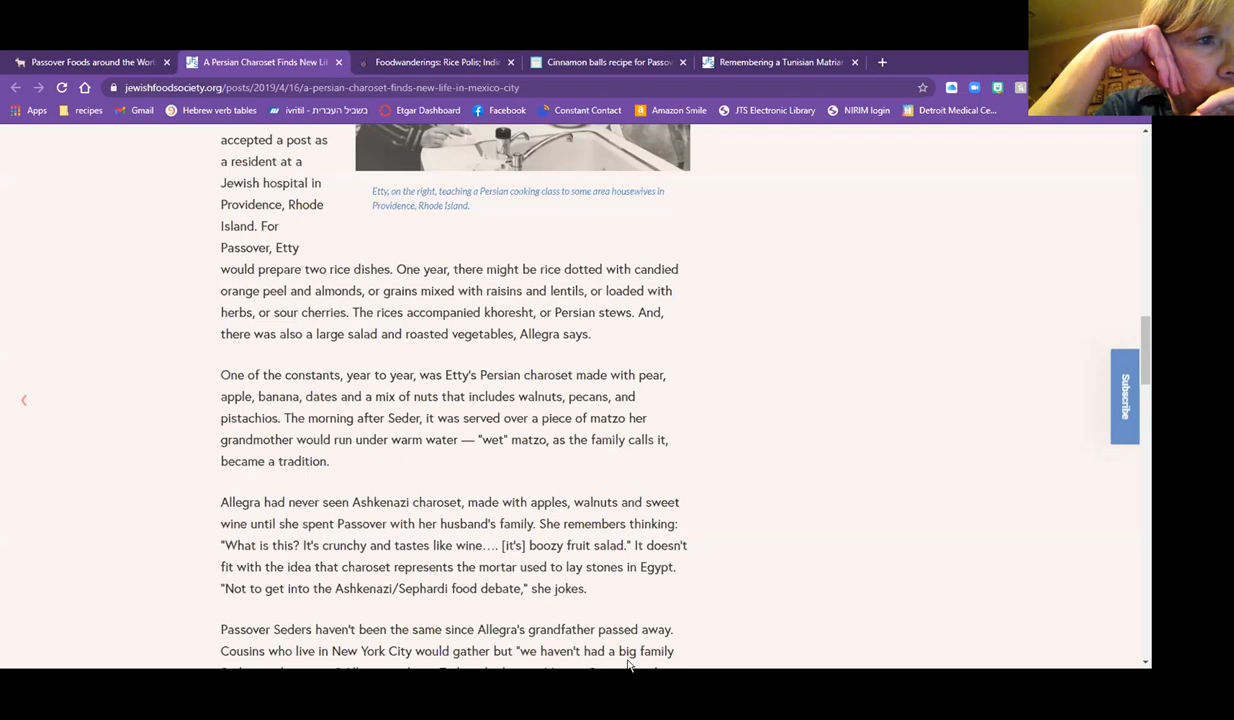 Passover Foods around the Worl
A Persian Charoset Finds New Li
Foodwanderings: Rice Polis; Indi
Cinnamon balls recipe for Passov
Remembering a Tunisian Matriar
jewishfoodsociety.org/posts/2019/4/16/a-persian-charoset-finds-new-life-in-mexico-city
Apps
recipes
Gmail
Hebrew verb tables
ivritil - בשביל העברית
Etgar Dashboard
Facebook
Constant Contact
Amazon Smile
JTS Electronic Library
NIRIM login
Detroit Medical Ce...
accepted a post as
a resident at a
Jewish hospital in
Providence, Rhode
Island. For
Passover, Etty
Etty, on the right, teaching a Persian cooking class to some area housewives in
Providence, Rhode Island.
would prepare two rice dishes. One year, there might be rice dotted with candied
orange peel and almonds, or grains mixed with raisins and lentils, or loaded with
herbs, or sour cherries. The rices accompanied khoresht, or Persian stews. And,
there was also a large salad and roasted vegetables, Allegra says.
One of the constants, year to year, was Etty's Persian charoset made with pear,
apple, banana, dates and a mix of nuts that includes walnuts, pecans, and
pistachios. The morning after Seder, it was served over a piece of matzo her
grandmother would run under warm water — "wet" matzo, as the family calls it,
became a tradition.
Allegra had never seen Ashkenazi charoset, made with apples, walnuts and sweet
wine until she spent Passover with her husband's family. She remembers thinking:
"What is this? It's crunchy and tastes like wine…. [it's] boozy fruit salad." It doesn't
fit with the idea that charoset represents the mortar used to lay stones in Egypt.
"Not to get into the Ashkenazi/Sephardi food debate," she jokes.
Passover Seders haven't been the same since Allegra's grandfather passed away.
Cousins who live in New York City would gather but "we haven't had a big family
Subscribe